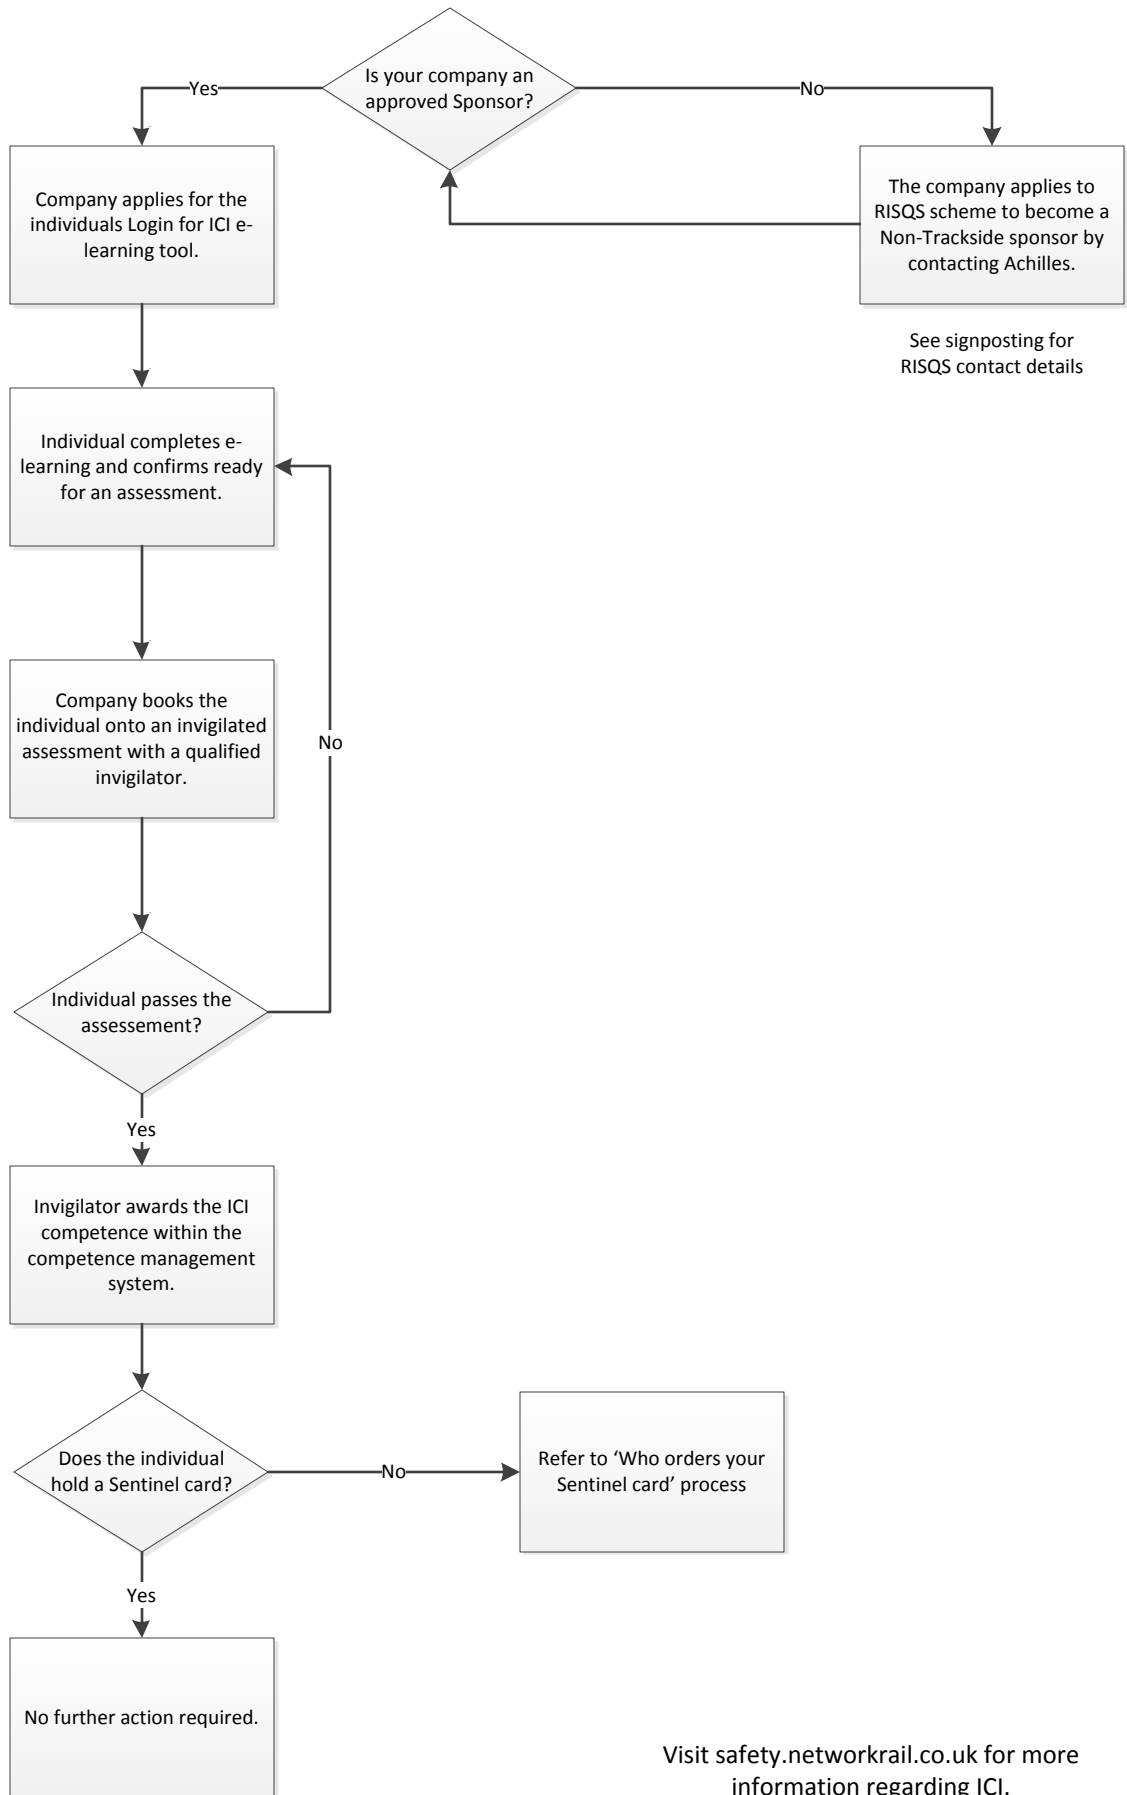 Is your company an
approved Sponsor?
Yes
No
Company applies for the
individuals Login for ICI e-
learning tool.
The company applies to
RISQS scheme to become a
Non-Trackside sponsor by
contacting Achilles.
See signposting for
RISQS contact details
Individual completes e-
learning and confirms ready
for an assessment.
Company books the
individual onto an invigilated
assessment with a qualified
invigilator.
No
Individual passes the
assessement?
Yes
Invigilator awards the ICI
competence within the
competence management
system.
Does the individual
hold a Sentinel card?
No
Refer to ‘Who orders your
Sentinel card’ process
Yes
No further action required.
Visit safety.networkrail.co.uk for more
information regarding ICI.